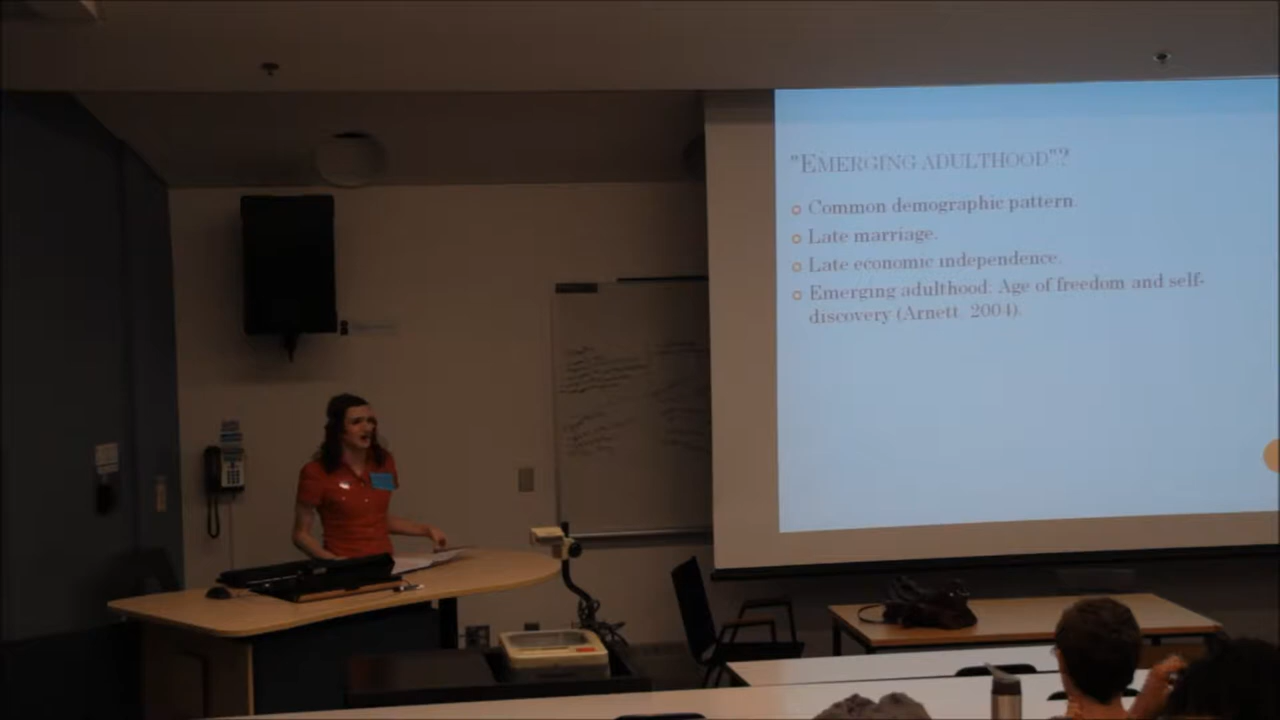 "EMERGING ADULTHOOD"?
Common demographic pattern.
Late marriage.
Late economic independence.
Emerging adulthood: Age of freedom and self-
discovery (Arnett, 2004).